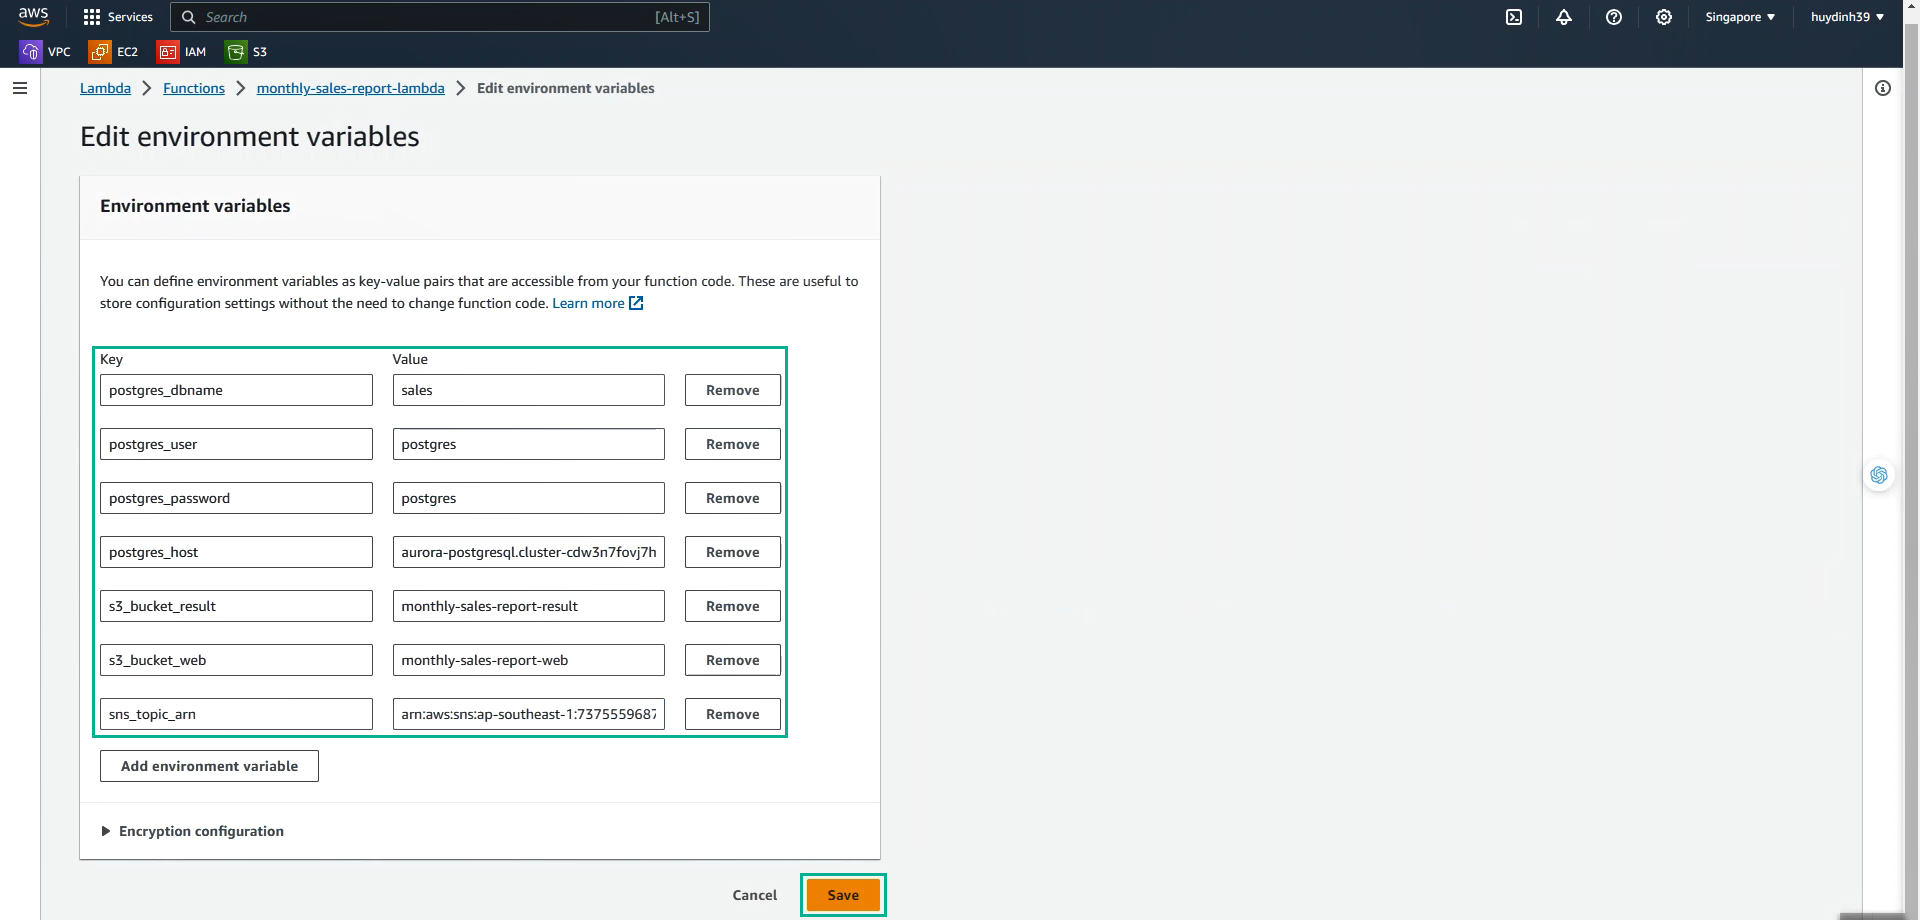 aws
Services
Search
[Alt+S]
Singapore
huydinh39
VPC
EC2
IAM
S3
Lambda
Functions
monthly-sales-report-lambda
Edit environment variables
Edit environment variables
Environment variables
You can define environment variables as key-value pairs that are accessible from your function code. These are useful to
store configuration settings without the need to change function code. Learn more
Key Value
postgres_dbname sales Remove
postgres_user postgres Remove
postgres_password postgres Remove
postgres_host aurora-postgresql.cluster-cdw3n7fovj7h Remove
s3_bucket_result monthly-sales-report-result Remove
s3_bucket_web monthly-sales-report-web Remove
sns_topic_arn arn:aws:sns:ap-southeast-1:7375559687 Remove
Add environment variable
Encryption configuration
Cancel Save